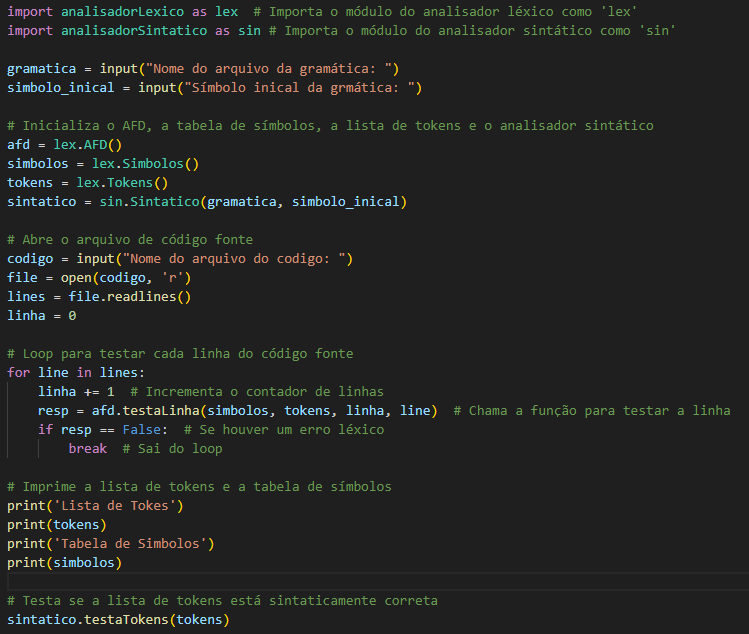 import analisadorLexico as lex  # Importa o módulo do analisador léxico como 'lex'
import analisadorSintatico as sin # Importa o módulo do analisador sintático como 'sin'

gramatica = input("Nome do arquivo da gramática: ")
simbolo_inical = input("Símbolo inical da grmática: ")

# Inicializa o AFD, a tabela de símbolos, a lista de tokens e o analisador sintático
afd = lex.AFD()
simbolos = lex.Simbolos()
tokens = lex.Tokens()
sintatico = sin.Sintatico(gramatica, simbolo_inical)

# Abre o arquivo de código fonte
codigo = input("Nome do arquivo do codigo: ")
file = open(codigo, 'r')
lines = file.readlines()
linha = 0

# Loop para testar cada linha do código fonte
for line in lines:
    linha += 1  # Incrementa o contador de linhas
    resp = afd.testaLinha(simbolos, tokens, linha, line)  # Chama a função para testar a linha
    if resp == False:  # Se houver um erro léxico
        break  # Sai do loop

# Imprime a lista de tokens e a tabela de símbolos
print('Lista de Tokes')
print(tokens)
print('Tabela de Simbolos')
print(simbolos)

# Testa se a lista de tokens está sintaticamente correta
sintatico.testaTokens(tokens)